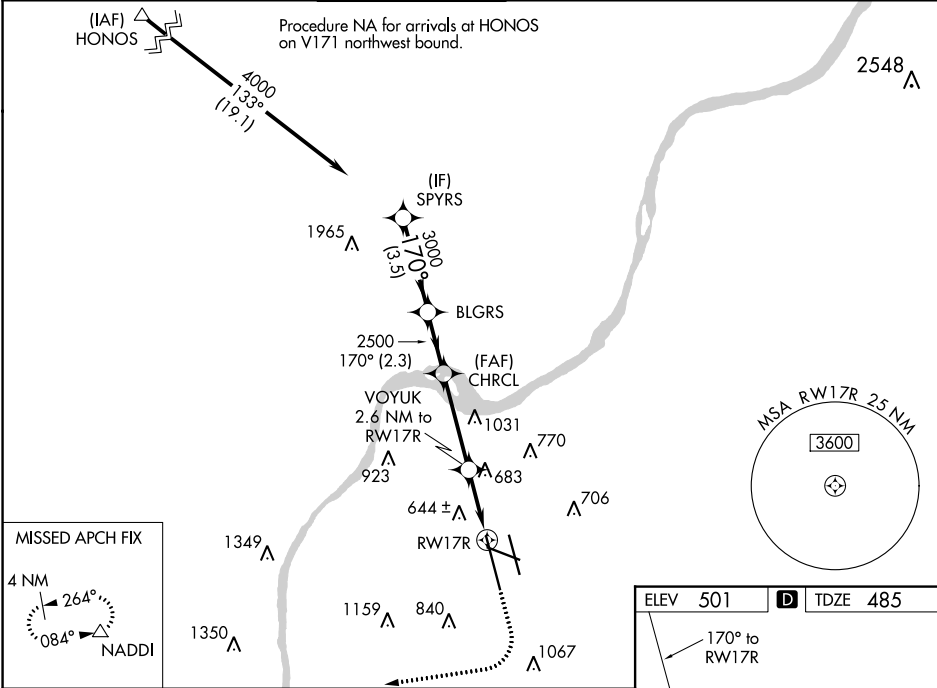 (IAF)
HONOS
Procedure NA for arrivals at HONOS
on V171 northwest bound.
4000
133°
(19.1)
2548
(IF)
SPYRS
1965
3000
170°
(3.5)
BLGRS
2500
170° (2.3)
(FAF)
CHRCL
VOYUK
2.6 NM to
RW17R
1031
770
923
683
644 ±
706
RW17R
MSA RW17R 25 NM
3600
MISSED APCH FIX
4 NM
264°
084°
NADDI
1349
1350
1159
840
1067
ELEV 501 D TDZE 485
170° to
RW17R